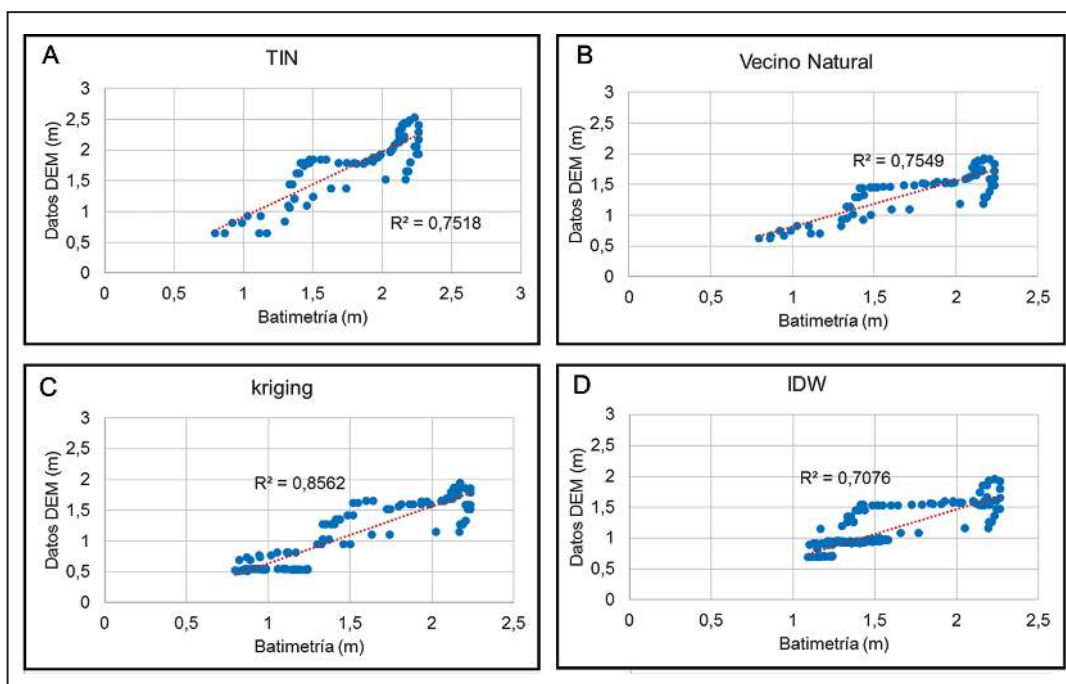 A
TIN
Datos DEM (m)
3
2,5
2
1,5
1
0,5
0
R² = 0,7518
0 0,5 1 1,5 2 2,5 3
Batimetría (m)
B
Vecino Natural
Datos DEM (m)
3
2,5
2
1,5
1
0,5
0
R² = 0,7549
0 0,5 1 1,5 2 2,5
Batimetría (m)
C
kriging
Datos DEM (m)
3
2,5
2
1,5
1
0,5
0
R² = 0,8562
0 0,5 1 1,5 2 2,5
Batimetría (m)
D
IDW
Datos DEM (m)
3
2,5
2
1,5
1
0,5
0
R² = 0,7076
0 0,5 1 1,5 2 2,5
Batimetría (m)